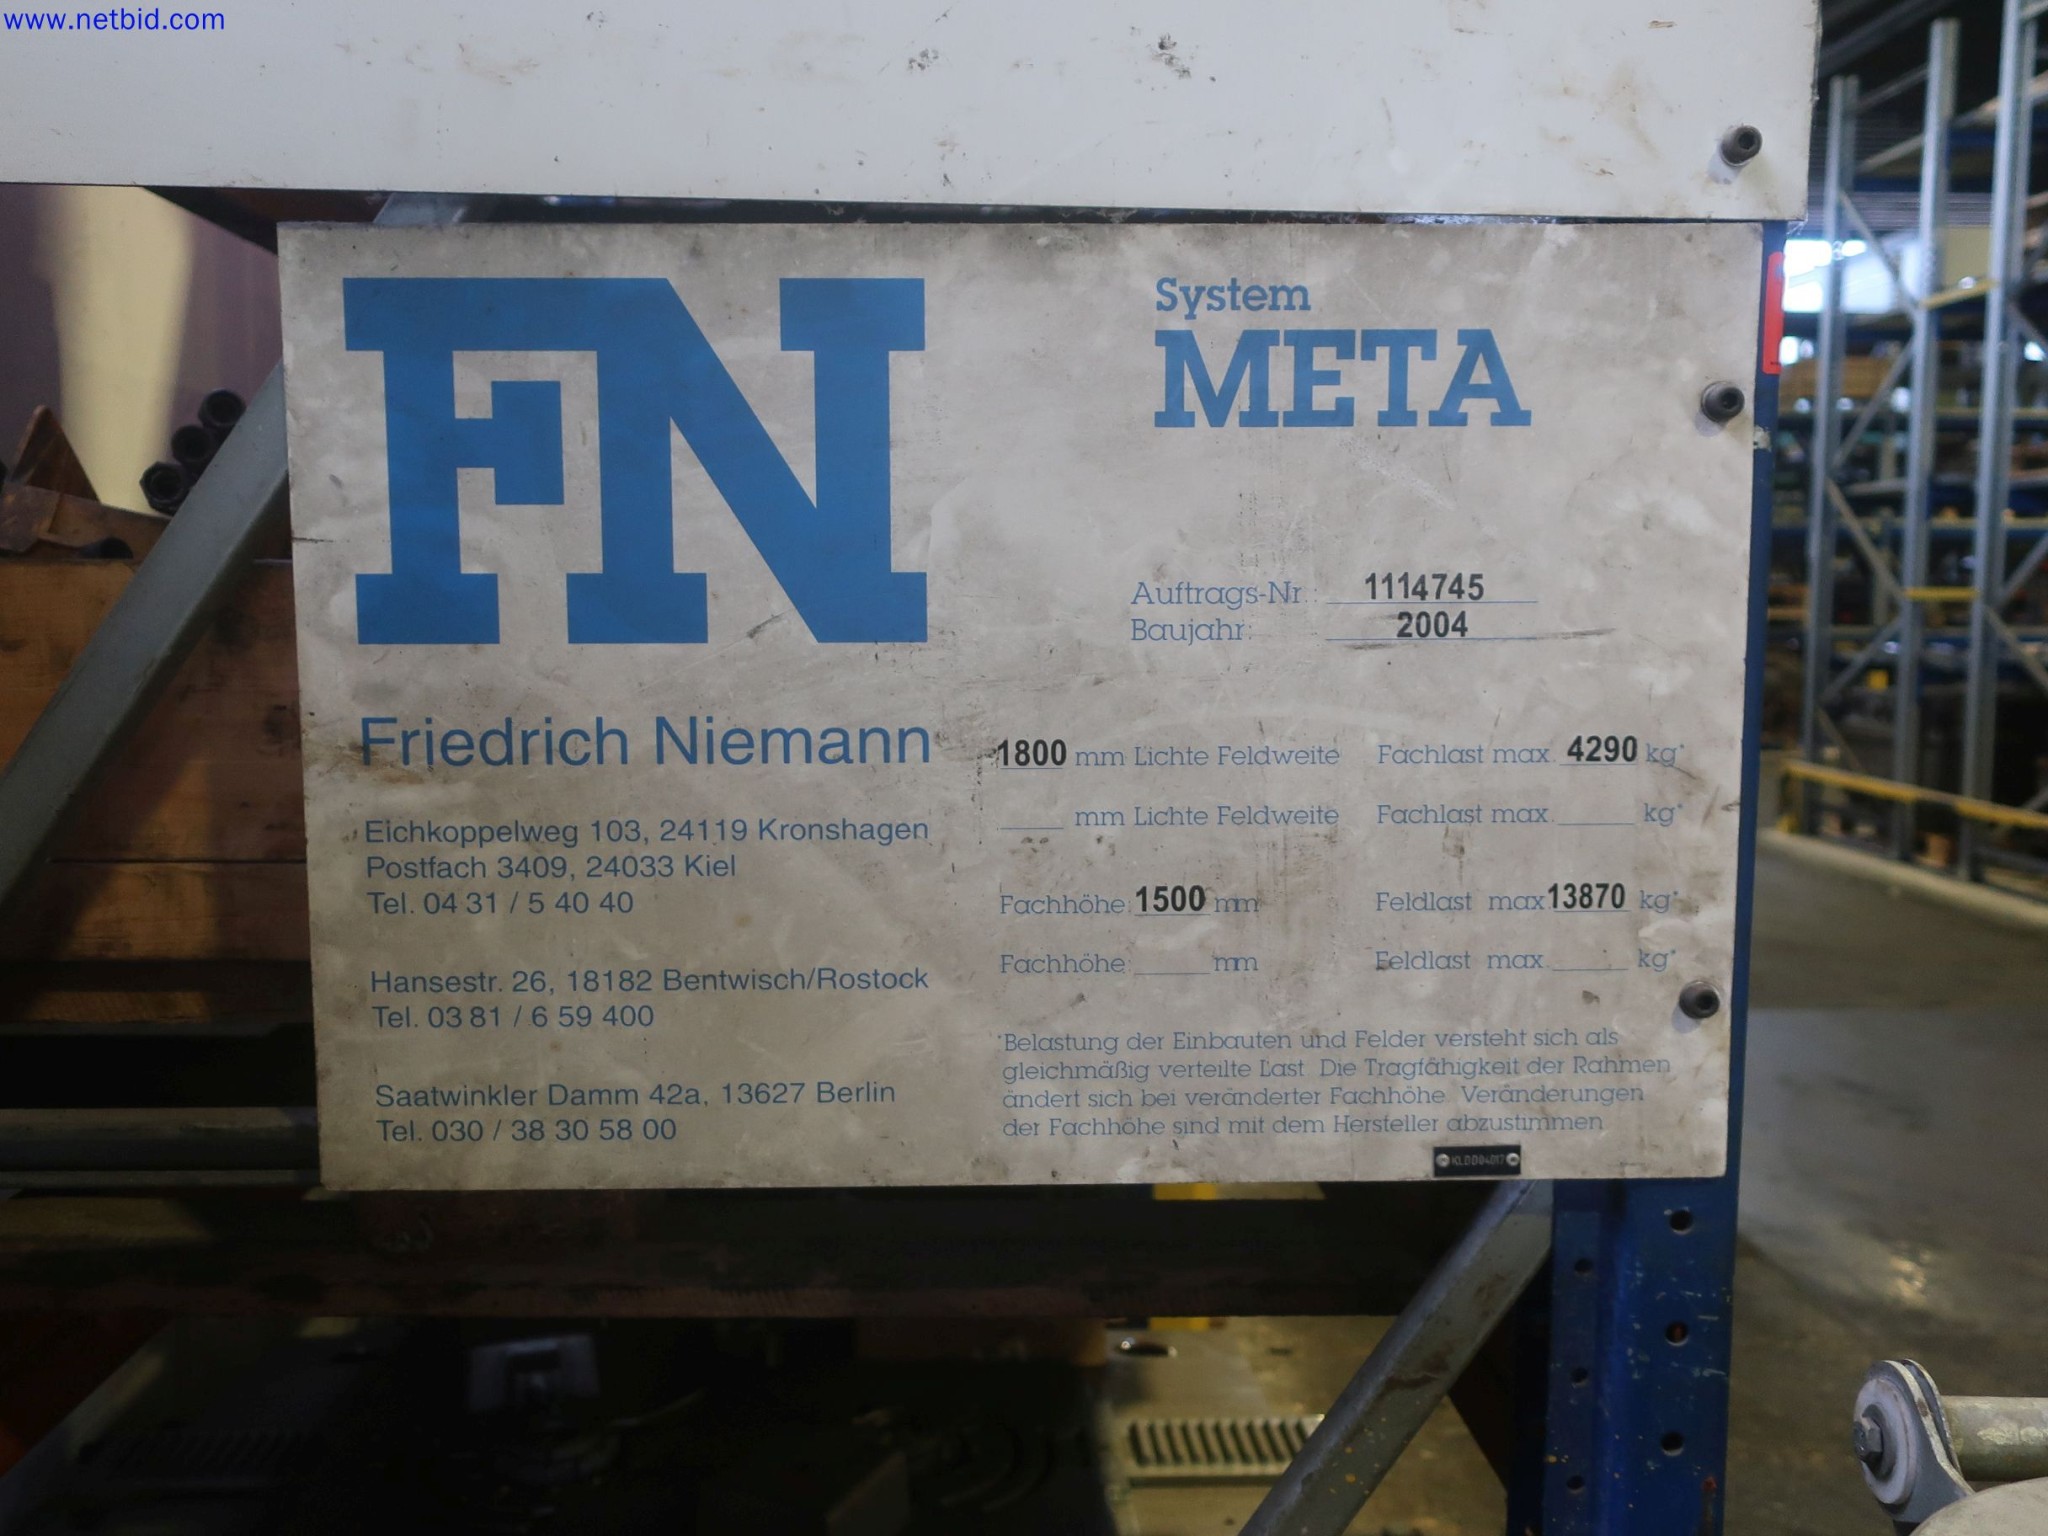 www.netbid.com
FN
System
META
Auftrags-Nr.: 1114745
Baujahr: 2004
Friedrich Niemann
Eichkoppelweg 103, 24119 Kronshagen
Postfach 3409, 24033 Kiel
Tel. 04 31 / 5 40 40
Hansestr. 26, 18182 Bentwisch/Rostock
Tel. 03 81 / 6 59 400
Saatwinkler Damm 42a, 13627 Berlin
Tel. 030 / 38 30 58 00
1800 mm Lichte Feldweite Fachlast max. 4290 kg*
____ mm Lichte Feldweite Fachlast max. ____ kg*
Fachhöhe: 1500 mm Feldlast max. 13870 kg*
Fachhöhe: ____ mm Feldlast max. ____ kg*
*Belastung der Einbauten und Felder versteht sich als
gleichmäßig verteilte Last. Die Tragfähigkeit der Rahmen
ändert sich bei veränderter Fachhöhe. Veränderungen
der Fachhöhe sind mit dem Hersteller abzustimmen